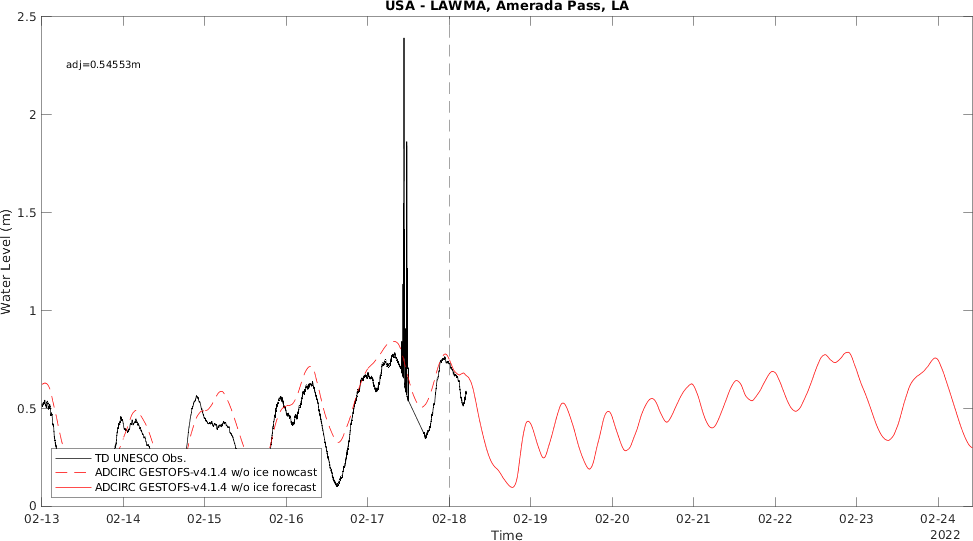 USA - LAWMA, Amerada Pass, LA
2.5
adj=0.54553m
2
1.5
Water Level (m)
1
0.5
TD UNESCO Obs.
ADCIRC GESTOFS-v4.1.4 w/o ice nowcast
ADCIRC GESTOFS-v4.1.4 w/o ice forecast
0
02-13 02-14 02-15 02-16 02-17 02-18 02-19 02-20 02-21 02-22 02-23 02-24
Time 2022